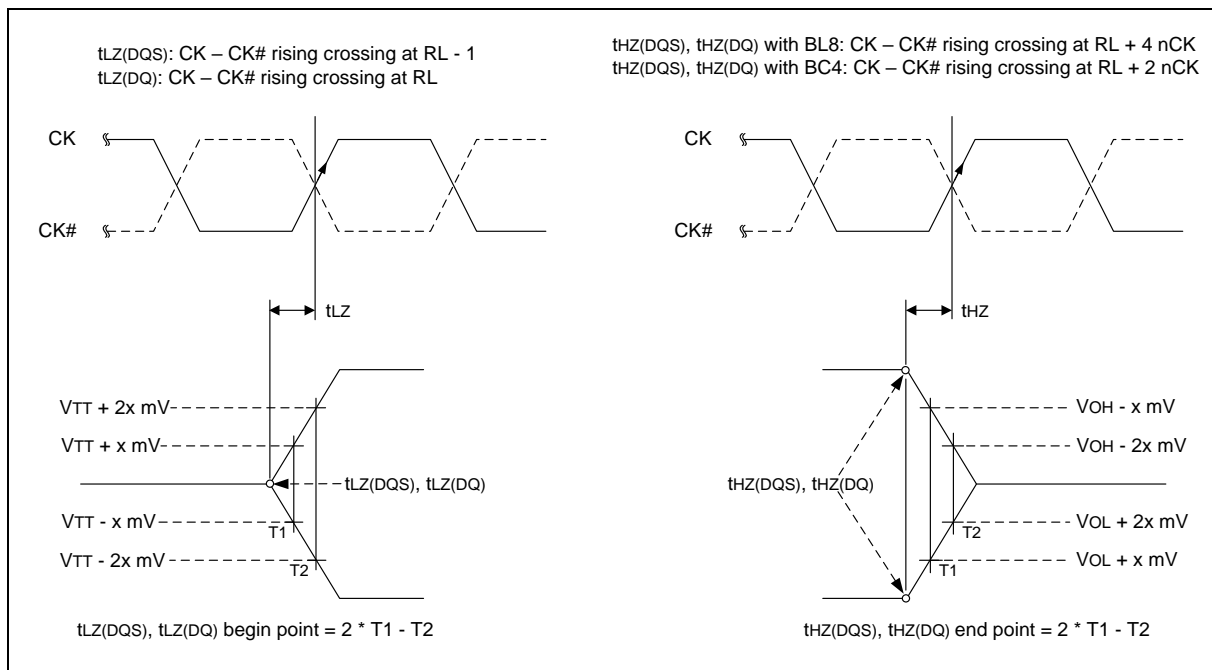 tLZ(DQS): CK – CK# rising crossing at RL - 1
tLZ(DQ): CK – CK# rising crossing at RL
tHZ(DQS), tHZ(DQ) with BL8: CK – CK# rising crossing at RL + 4 nCK
tHZ(DQS), tHZ(DQ) with BC4: CK – CK# rising crossing at RL + 2 nCK
CK
CK#
tLZ
VTT + 2x mV
VTT + x mV
tLZ(DQS), tLZ(DQ)
VTT - x mV
T1
VTT - 2x mV
T2
tLZ(DQS), tLZ(DQ) begin point = 2 * T1 - T2
CK
CK#
tHZ
VOH - x mV
VOH - 2x mV
tHZ(DQS), tHZ(DQ)
VOL + 2x mV
T2
VOL + x mV
T1
tHZ(DQS), tHZ(DQ) end point = 2 * T1 - T2